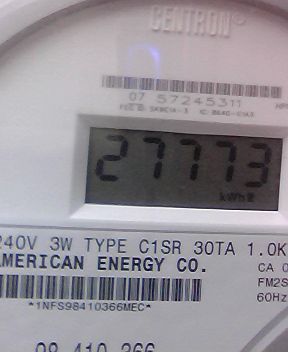 CENTRON®
07 57245311
27773
kWh
240V 3W TYPE C1SR 30TA 1.0K
AMERICAN ENERGY CO.
CA 0
FM2S
60Hz
*1NFS98410366MEC*
98 410 366